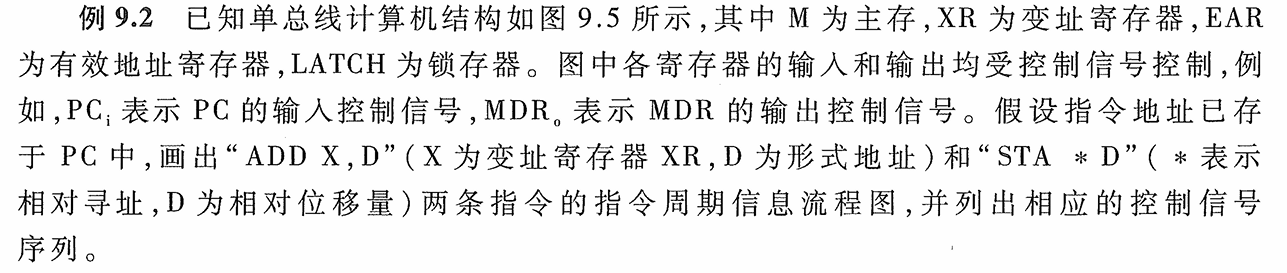 例 9.2 已知单总线计算机结构如图 9.5 所示,其中 M 为主存,XR 为变址寄存器,EAR
为有效地址寄存器,LATCH 为锁存器。图中各寄存器的输入和输出均受控制信号控制,例
如,PCi 表示 PC 的输入控制信号,MDRo 表示 MDR 的输出控制信号。假设指令地址已存
于 PC 中,画出“ADD X,D”(X 为变址寄存器 XR,D 为形式地址)和“STA *D”(*表示
相对寻址,D 为相对位移量)两条指令的指令周期信息流程图,并列出相应的控制信号
序列。